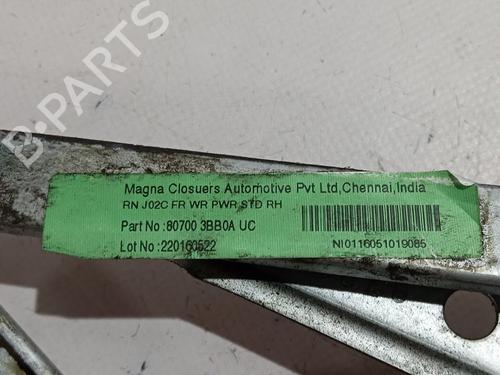 Magna Closuers Automotive Pvt Ltd,Chennai,India
RN J02C FR WR PWR STD RH
Part No :80700 3BB0A UC
Lot No :220160522
NI0116051019085
B-PARTS